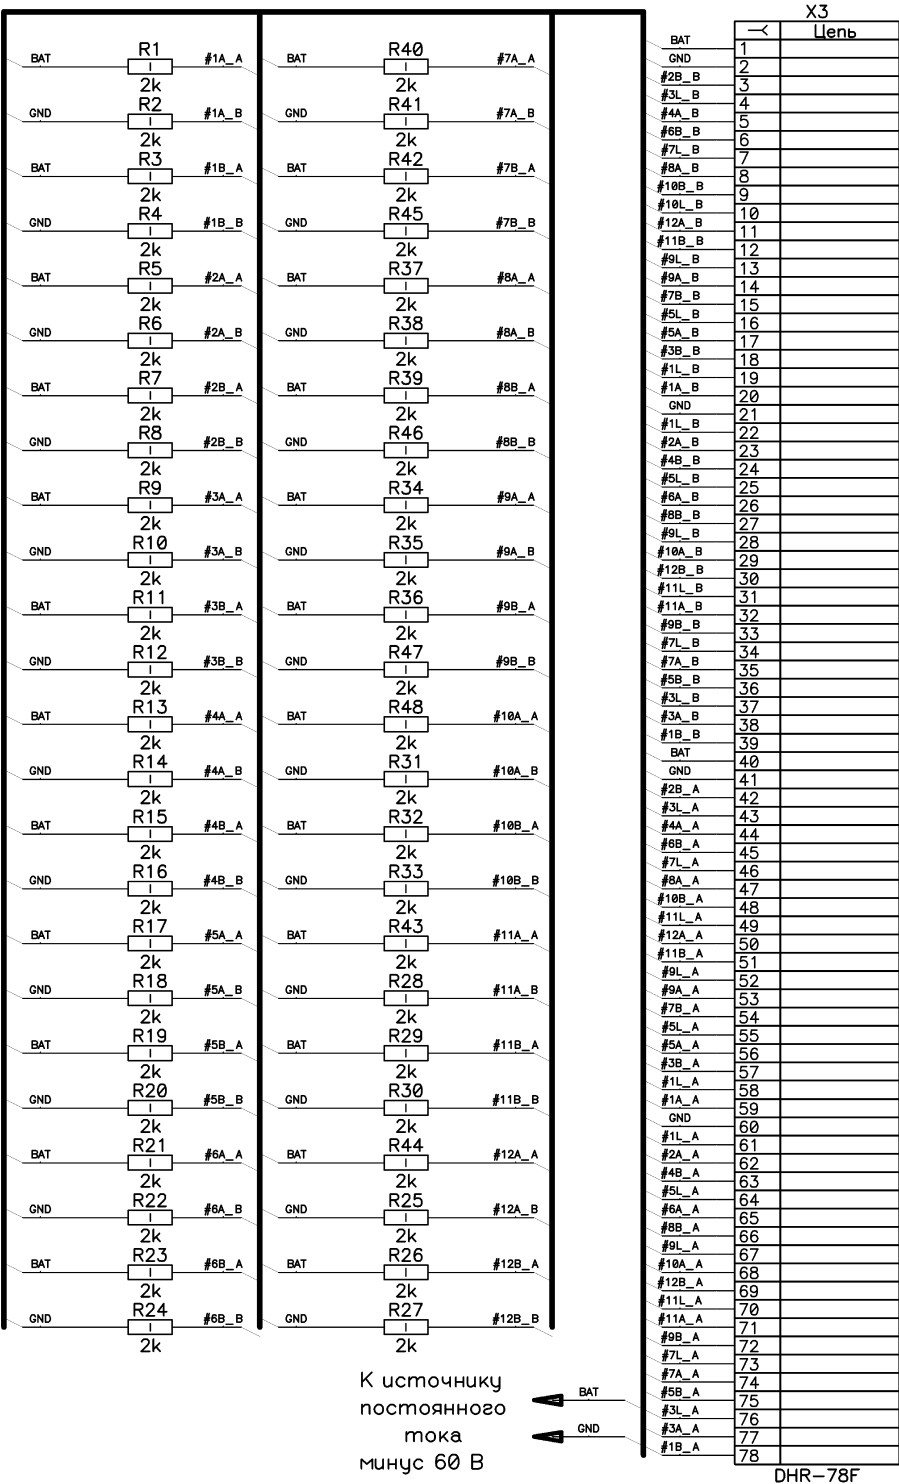 R1
BAT #1A_A
2k
R2
GND #1A_B
2k
R3
BAT #1B_A
2k
R4
GND #1B_B
2k
R5
BAT #2A_A
2k
R6
GND #2A_B
2k
R7
BAT #2B_A
2k
R8
GND #2B_B
2k
R9
BAT #3A_A
2k
R10
GND #3A_B
2k
R11
BAT #3B_A
2k
R12
GND #3B_B
2k
R13
BAT #4A_A
2k
R14
GND #4A_B
2k
R15
BAT #4B_A
2k
R16
GND #4B_B
2k
R17
BAT #5A_A
2k
R18
GND #5A_B
2k
R19
BAT #5B_A
2k
R20
GND #5B_B
2k
R21
BAT #6A_A
2k
R22
GND #6A_B
2k
R23
BAT #6B_A
2k
R24
GND #6B_B
2k
R40
BAT #7A_A
2k
R41
GND #7A_B
2k
R42
BAT #7B_A
2k
R45
GND #7B_B
2k
R37
BAT #8A_A
2k
R38
GND #8A_B
2k
R39
BAT #8B_A
2k
R46
GND #8B_B
2k
R34
BAT #9A_A
2k
R35
GND #9A_B
2k
R36
BAT #9B_A
2k
R47
GND #9B_B
2k
R48
BAT #10A_A
2k
R31
GND #10A_B
2k
R32
BAT #10B_A
2k
R33
GND #10B_B
2k
R43
BAT #11A_A
2k
R28
GND #11A_B
2k
R29
BAT #11B_A
2k
R30
GND #11B_B
2k
R44
BAT #12A_A
2k
R25
GND #12A_B
2k
R26
BAT #12B_A
2k
R27
GND #12B_B
2k
К источнику
постоянного
тока
минус 60 В
BAT
GND
X3
Цепь
BAT 1
GND 2
#2B_B 3
#3L_B 4
#4A_B 5
#6B_B 6
#7L_B 7
#8A_B 8
#10B_B 9
#10L_B 10
#12A_B 11
#11B_B 12
#9L_B 13
#9A_B 14
#7B_B 15
#5L_B 16
#5A_B 17
#3B_B 18
#1L_B 19
#1A_B 20
GND 21
#1L_B 22
#2A_B 23
#4B_B 24
#5L_B 25
#6A_B 26
#8B_B 27
#9L_B 28
#10A_B 29
#12B_B 30
#11L_B 31
#11A_B 32
#9B_B 33
#7L_B 34
#7A_B 35
#5B_B 36
#3L_B 37
#3A_B 38
#1B_B 39
BAT 40
GND 41
#2B_A 42
#3L_A 43
#4A_A 44
#6B_A 45
#7L_A 46
#8A_A 47
#10B_A 48
#11L_A 49
#12A_A 50
#11B_A 51
#9L_A 52
#9A_A 53
#7B_A 54
#5L_A 55
#5A_A 56
#3B_A 57
#1L_A 58
#1A_A 59
GND 60
#1L_A 61
#2A_A 62
#4B_A 63
#5L_A 64
#6A_A 65
#8B_A 66
#9L_A 67
#10A_A 68
#12B_A 69
#11L_A 70
#11A_A 71
#9B_A 72
#7L_A 73
#7A_A 74
#5B_A 75
#3L_A 76
#3A_A 77
#1B_A 78
DHR-78F